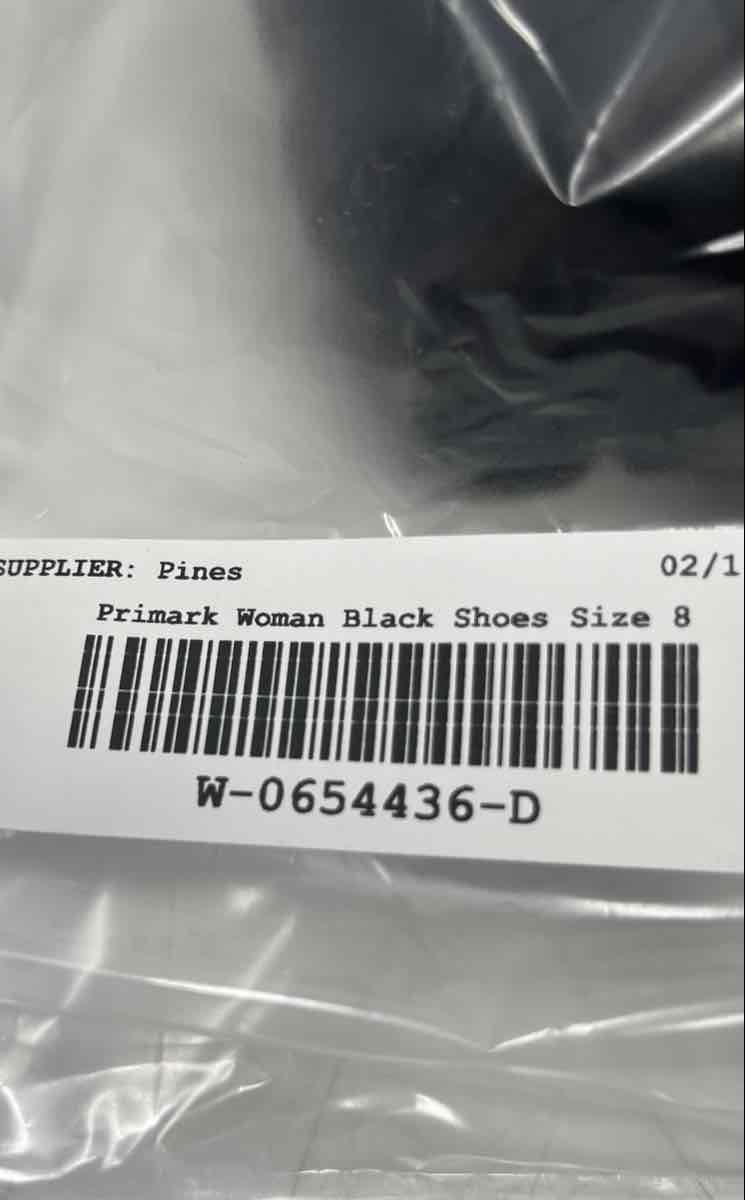 SUPPLIER: Pines
02/1
Primark Woman Black Shoes Size 8
W-0654436-D